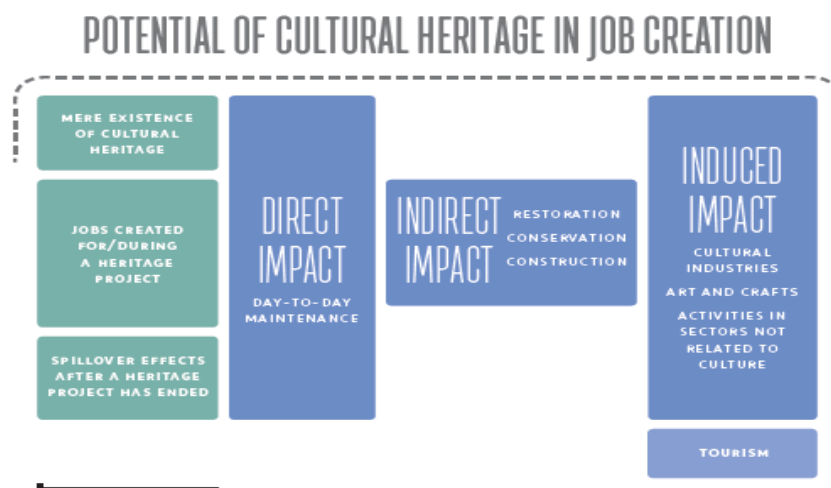 POTENTIAL OF CULTURAL HERITAGE IN JOB CREATION
MERE EXISTENCE
OF CULTURAL
HERITAGE
JOBS CREATED
FOR/DURING
A HERITAGE
PROJECT
SPILLOVER EFFECTS
AFTER A HERITAGE
PROJECT HAS ENDED
DIRECT
IMPACT
DAY-TO-DAY
MAINTENANCE
INDIRECT
IMPACT
RESTORATION
CONSERVATION
CONSTRUCTION
INDUCED
IMPACT
CULTURAL
INDUSTRIES
ART AND CRAFTS
ACTIVITIES IN
SECTORS NOT
RELATED TO
CULTURE
TOURISM